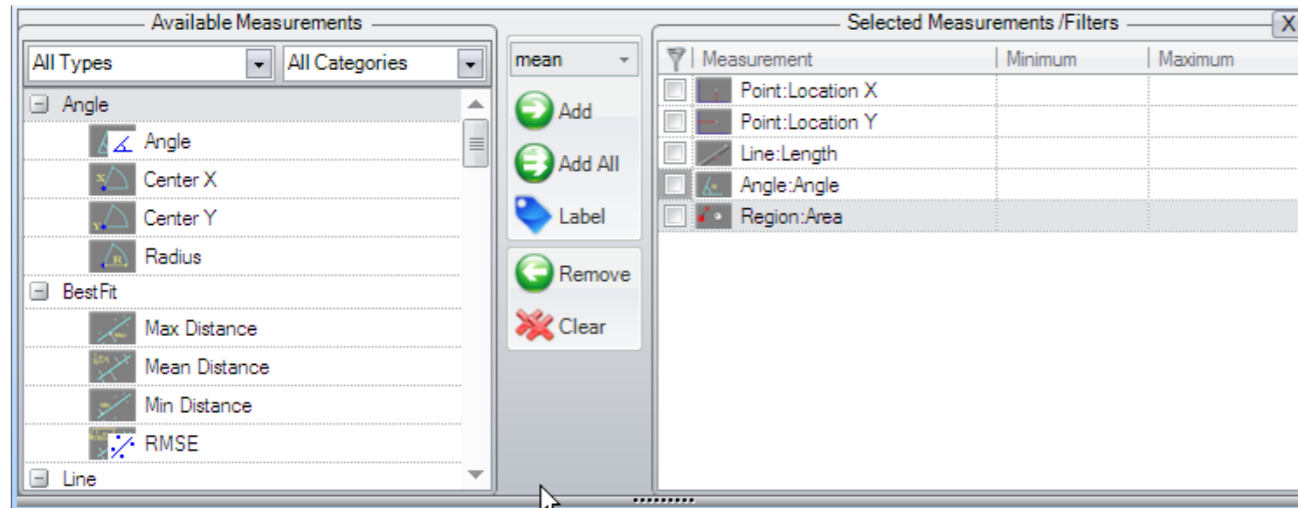 Available Measurements
All Types All Categories
Angle
Angle
Center X
Center Y
Radius
BestFit
Max Distance
Mean Distance
Min Distance
RMSE
Line
mean
Add
Add All
Label
Remove
Clear
Selected Measurements /Filters X
Measurement Minimum Maximum
Point:Location X
Point:Location Y
Line:Length
Angle:Angle
Region:Area